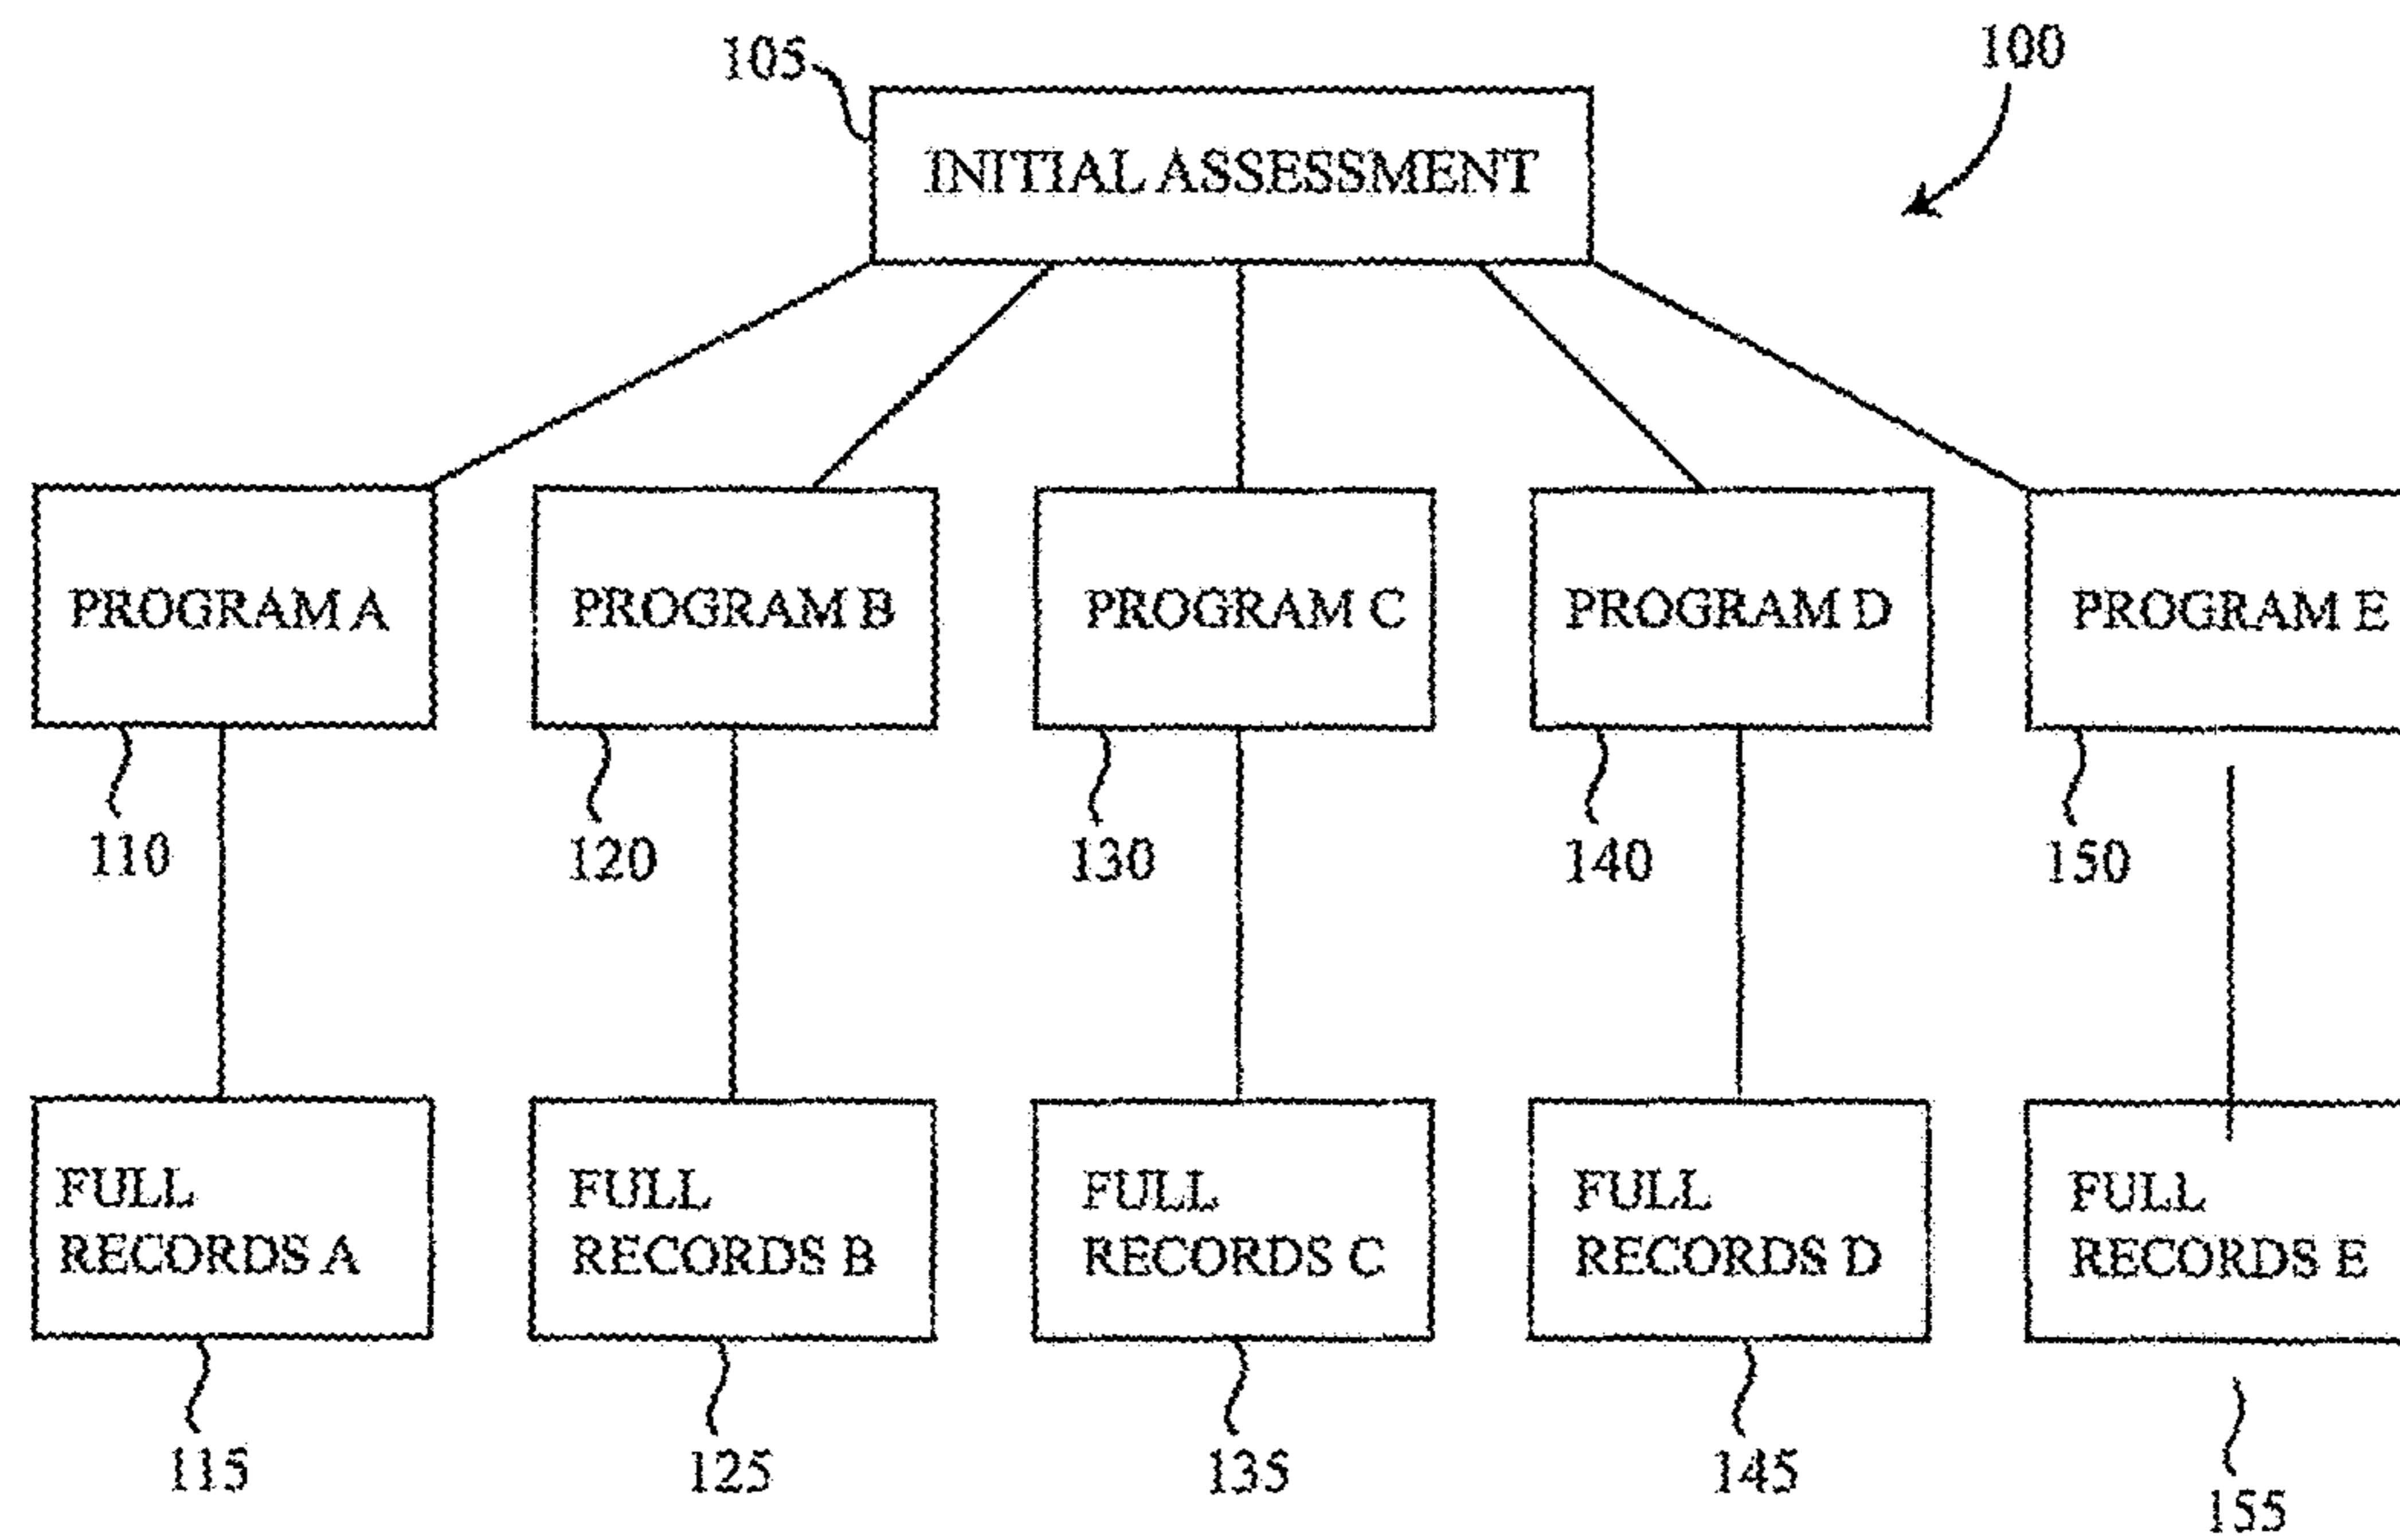 105
100
INITIAL ASSESSMENT
PROGRAM A
PROGRAM B
PROGRAM C
PROGRAM D
PROGRAM E
110
120
130
140
150
FULL
RECORDS A
FULL
RECORDS B
FULL
RECORDS C
FULL
RECORDS D
FULL
RECORDS E
115
125
135
145
155